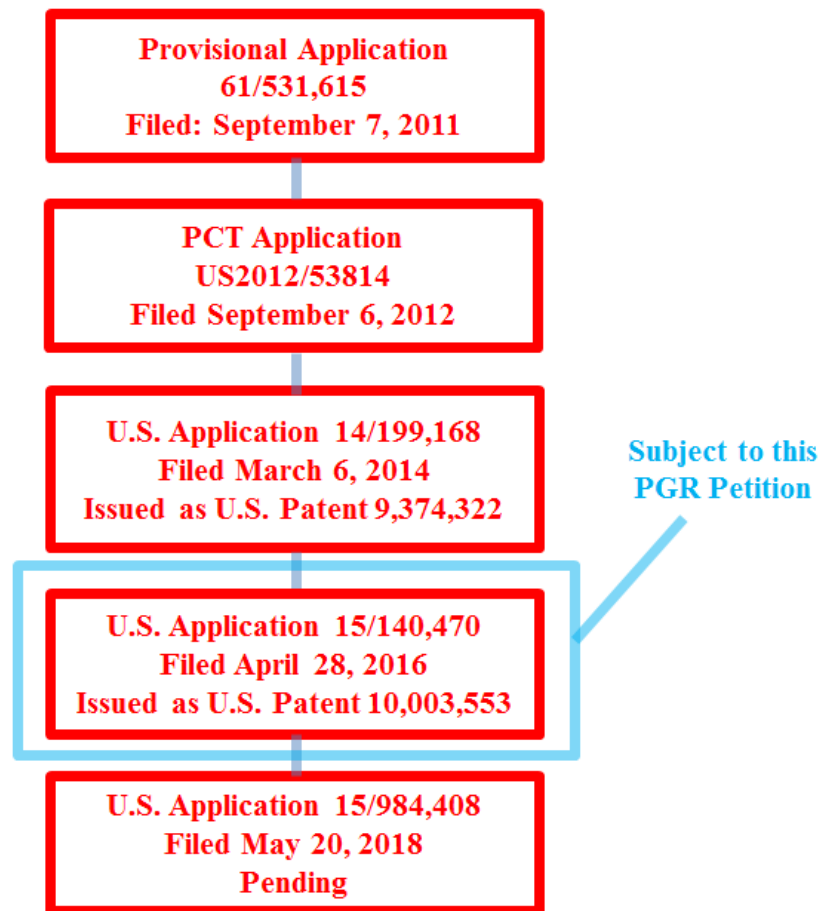 Provisional Application
61/531,615
Filed: September 7, 2011
PCT Application
US2012/53814
Filed September 6, 2012
U.S. Application 14/199,168
Filed March 6, 2014
Issued as U.S. Patent 9,374,322
Subject to this
PGR Petition
U.S. Application 15/140,470
Filed April 28, 2016
Issued as U.S. Patent 10,003,553
U.S. Application 15/984,408
Filed May 20, 2018
Pending